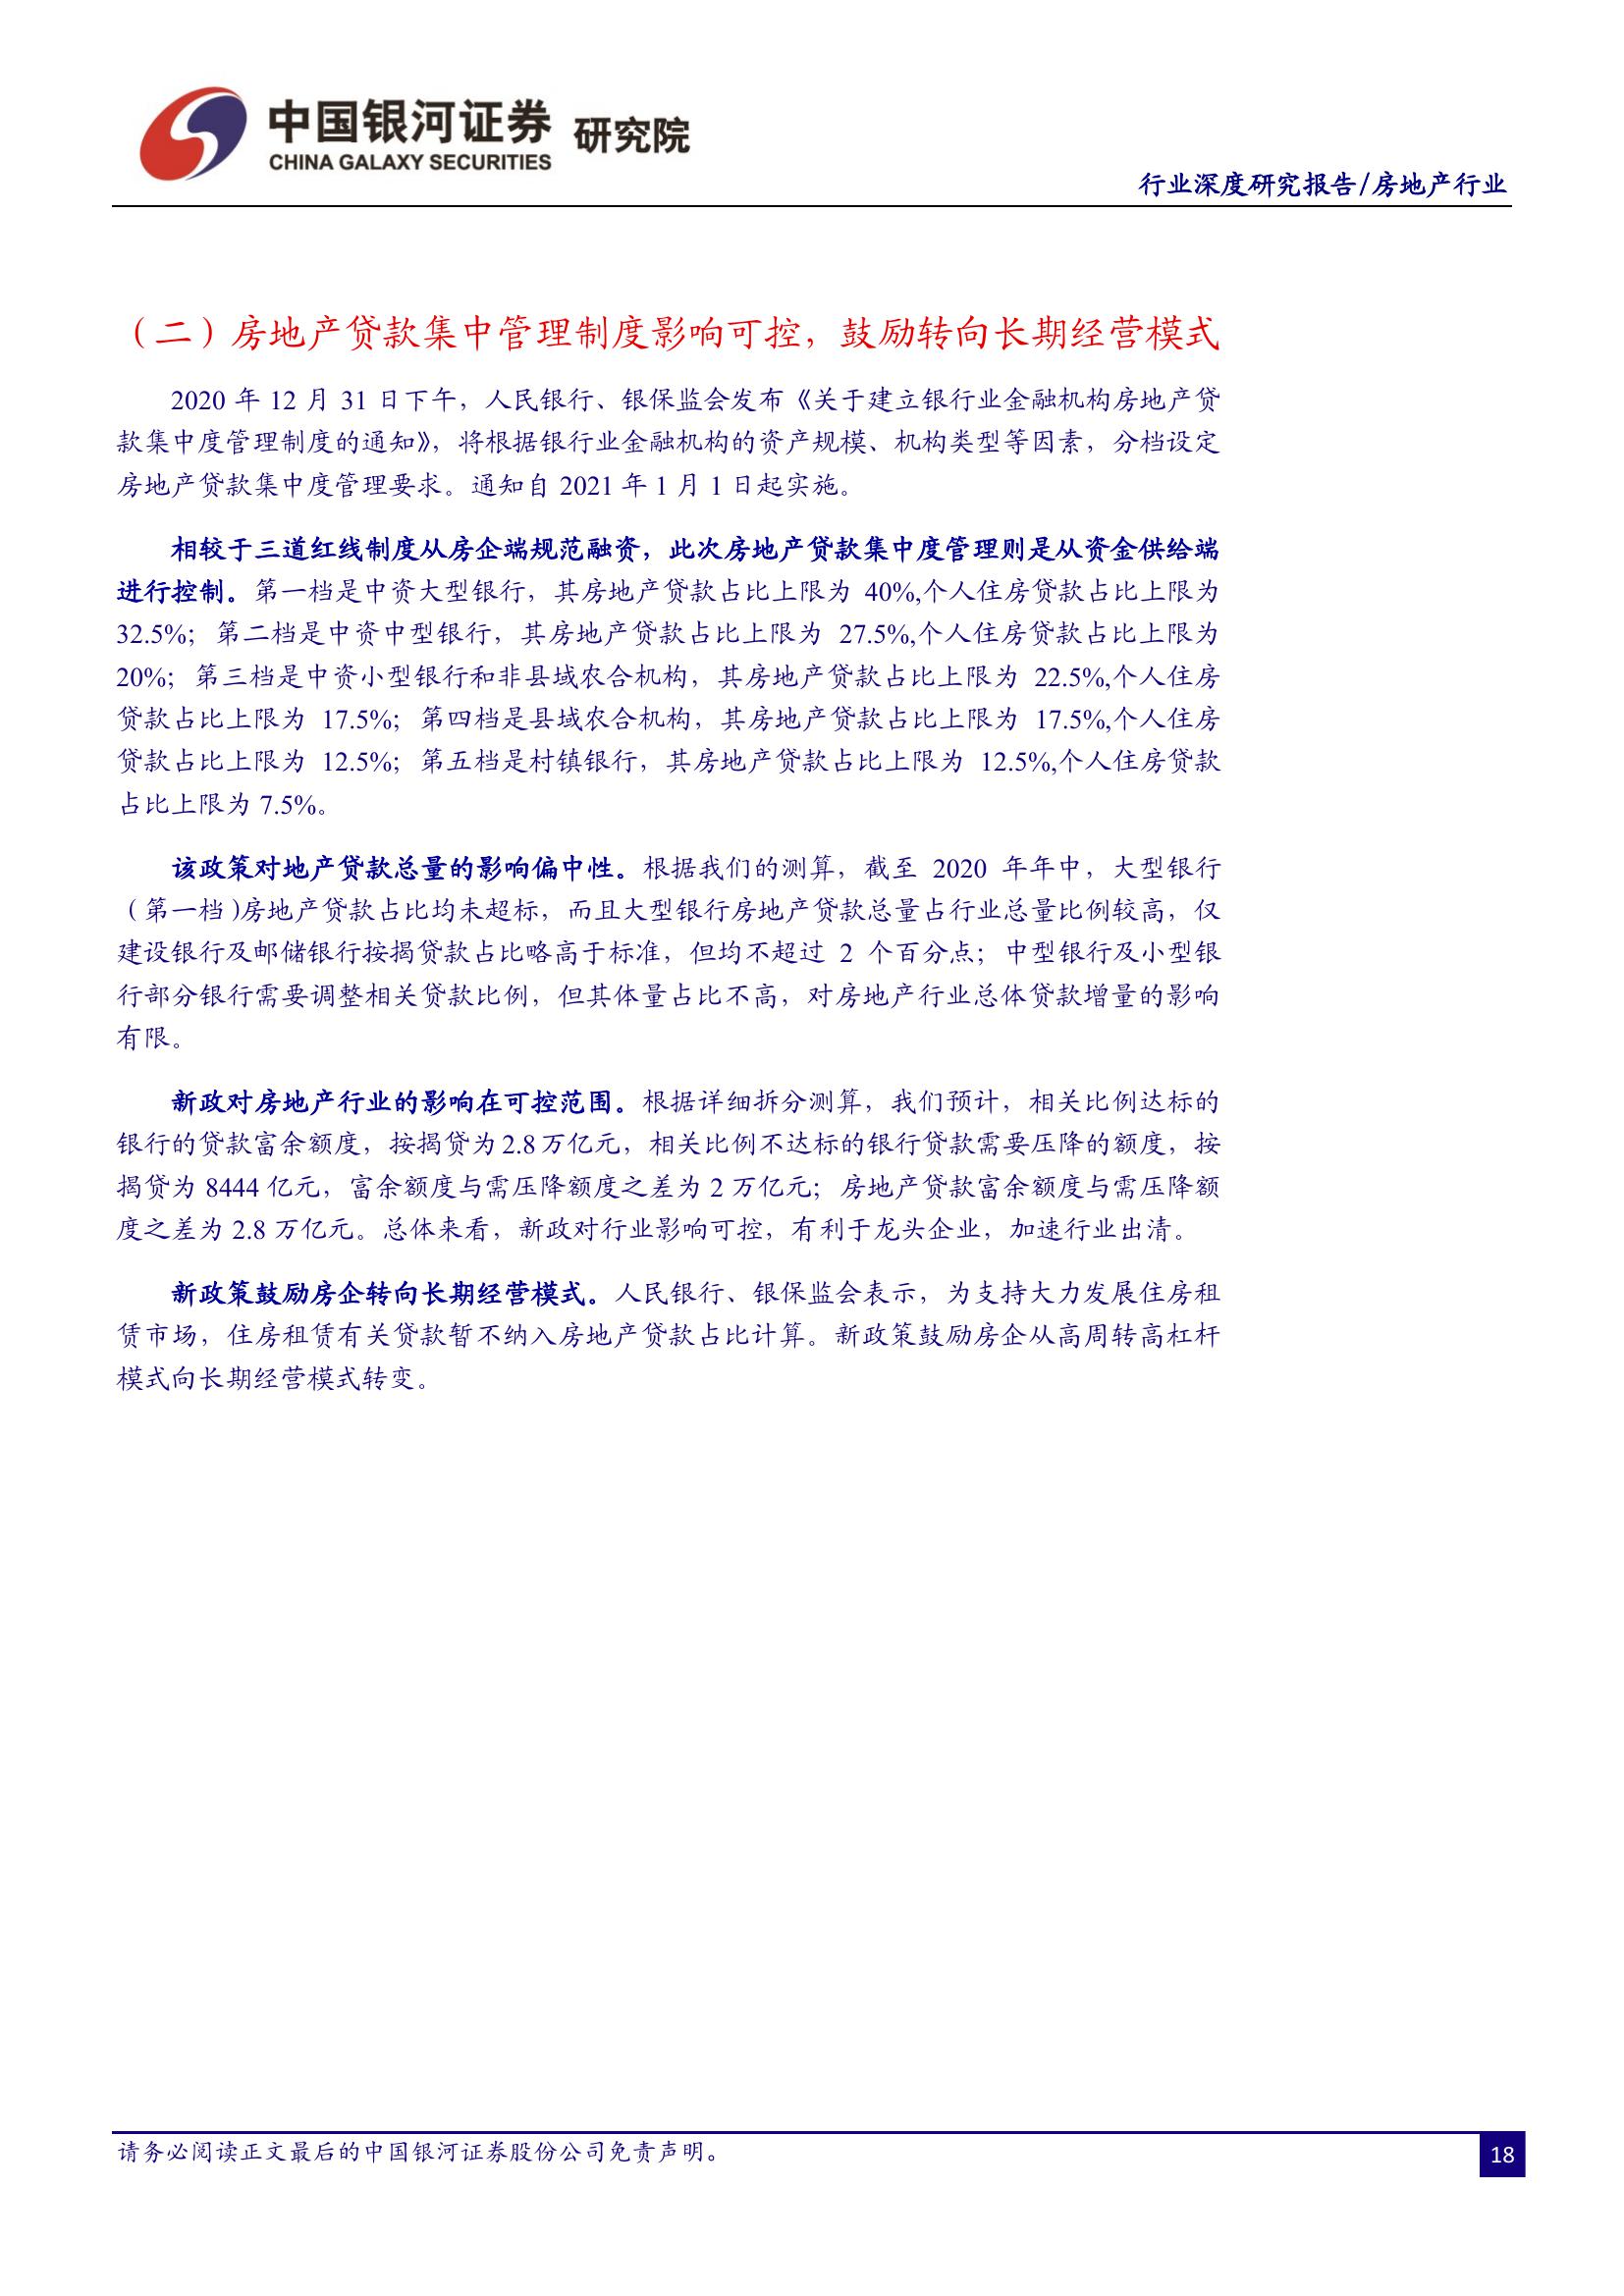 中国银河证券 研究院
CHINA GALAXY SECURITIES
行业深度研究报告/房地产行业
（二）房地产贷款集中管理制度影响可控，鼓励转向长期经营模式
2020 年 12 月 31 日下午，人民银行、银保监会发布《关于建立银行业金融机构房地产贷
款集中度管理制度的通知》，将根据银行业金融机构的资产规模、机构类型等因素，分档设定
房地产贷款集中度管理要求。通知自 2021 年 1 月 1 日起实施。
相较于三道红线制度从房企端规范融资，此次房地产贷款集中度管理则是从资金供给端
进行控制。第一档是中资大型银行，其房地产贷款占比上限为 40%,个人住房贷款占比上限为
32.5%；第二档是中资中型银行，其房地产贷款占比上限为 27.5%,个人住房贷款占比上限为
20%；第三档是中资小型银行和非县域农合机构，其房地产贷款占比上限为 22.5%,个人住房
贷款占比上限为 17.5%；第四档是县域农合机构，其房地产贷款占比上限为 17.5%,个人住房
贷款占比上限为 12.5%；第五档是村镇银行，其房地产贷款占比上限为 12.5%,个人住房贷款
占比上限为 7.5%。
该政策对地产贷款总量的影响偏中性。根据我们的测算，截至 2020 年年中，大型银行
（第一档)房地产贷款占比均未超标，而且大型银行房地产贷款总量占行业总量比例较高，仅
建设银行及邮储银行按揭贷款占比略高于标准，但均不超过 2 个百分点；中型银行及小型银
行部分银行需要调整相关贷款比例，但其体量占比不高，对房地产行业总体贷款增量的影响
有限。
新政对房地产行业的影响在可控范围。根据详细拆分测算，我们预计，相关比例达标的
银行的贷款富余额度，按揭贷为 2.8 万亿元，相关比例不达标的银行贷款需要压降的额度，按
揭贷为 8444 亿元，富余额度与需压降额度之差为 2 万亿元；房地产贷款富余额度与需压降额
度之差为 2.8 万亿元。总体来看，新政对行业影响可控，有利于龙头企业，加速行业出清。
新政策鼓励房企转向长期经营模式。人民银行、银保监会表示，为支持大力发展住房租
赁市场，住房租赁有关贷款暂不纳入房地产贷款占比计算。新政策鼓励房企从高周转高杠杆
模式向长期经营模式转变。
请务必阅读正文最后的中国银河证券股份公司免责声明。
18